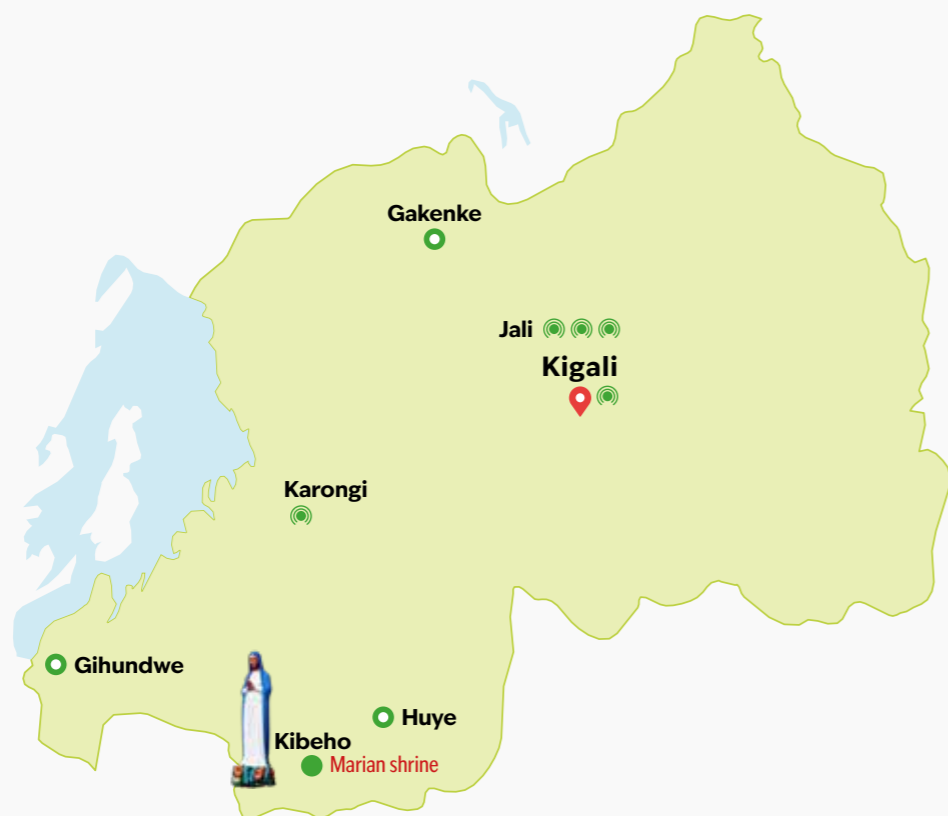 Gakenke
Jali
Kigali
Karongi
Gihundwe
Huye
Kibeho
Marian shrine